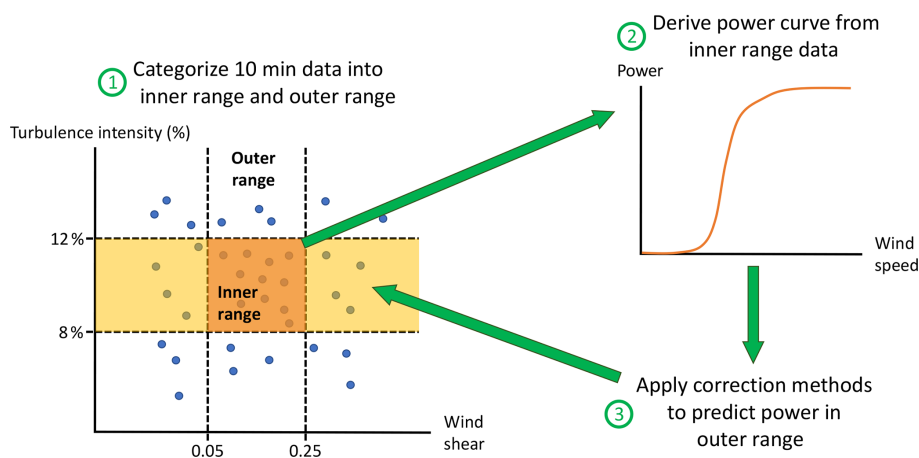 1 Categorize 10 min data into
inner range and outer range
Turbulence intensity (%)
Outer
range
12%
Inner
range
8%
0.05
0.25
Wind
shear
2 Derive power curve from
inner range data
Power
Wind
speed
3 Apply correction methods
to predict power in
outer range